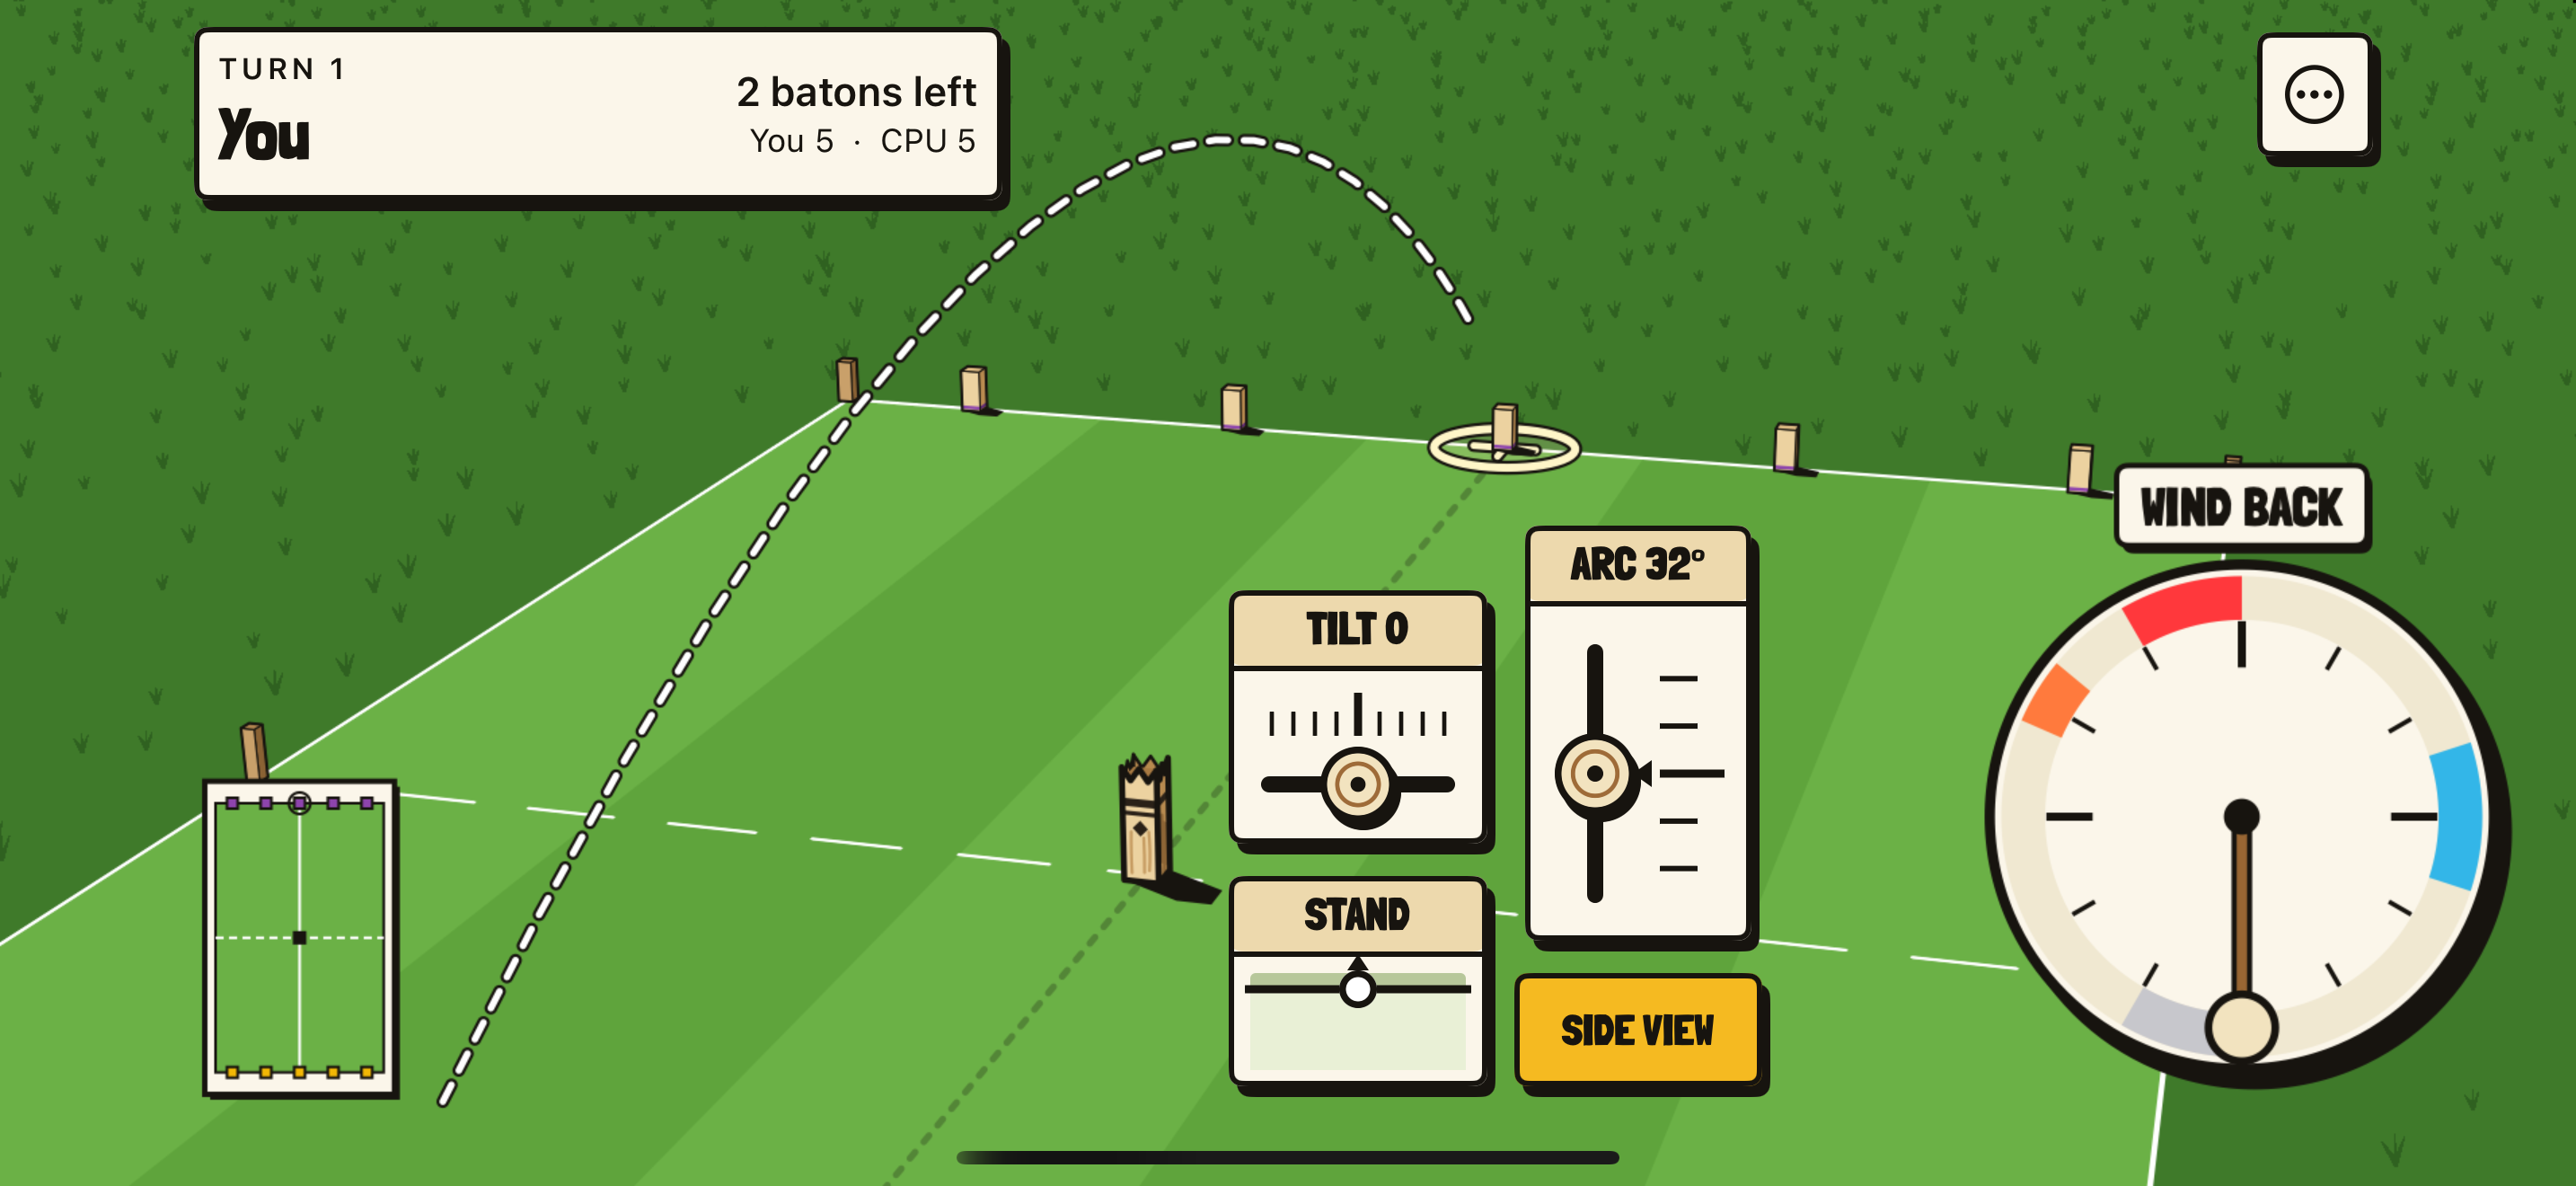 TURN 1
You
2 batons left
You 5 · CPU 5
WIND BACK
ARC 32°
TILT 0
STAND
SIDE VIEW